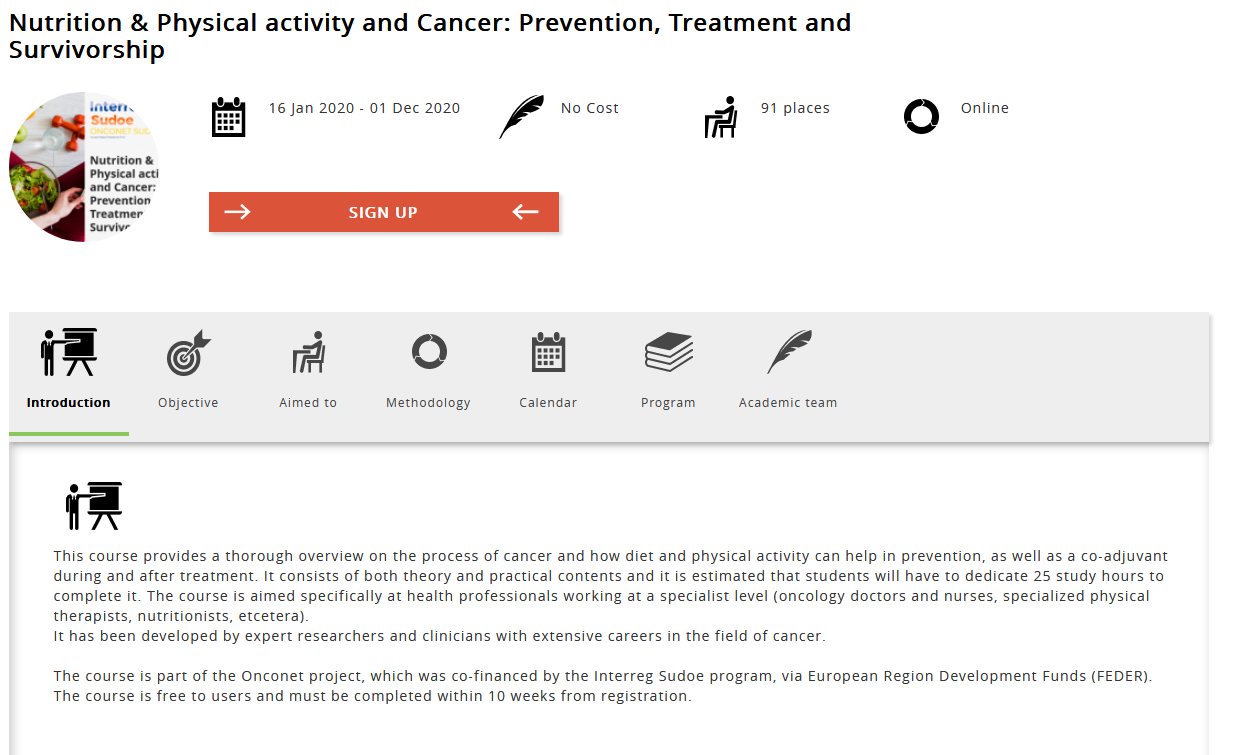 Nutrition & Physical activity and Cancer: Prevention, Treatment and
Survivorship
Sudoe
ONCONET
Nutrition &
Physical acti
and Cancer:
Prevention
16 Jan 2020 - 01 Dec 2020
No Cost
91 places
Online
SIGN UP
Introduction
Objective
Aimed to
Methodology
Calendar
Program
Academic team
This course provides a thorough overview on the process of cancer and how diet and physical activity can help in prevention, as well as a co-adjuvant
during and after treatment. It consists of both theory and practical contents and it is estimated that students will have to dedicate 25 study hours to
complete it. The course is aimed specifically at health professionals working at a specialist level (oncology doctors and nurses, specialized physical
therapists, nutritionists, etcetera).
It has been developed by expert researchers and clinicians with extensive careers in the field of cancer.
The course is part of the Onconet project, which was co-financed by the Interreg Sudoe program, via European Region Development Funds (FEDER).
The course is free to users and must be completed within 10 weeks from registration.